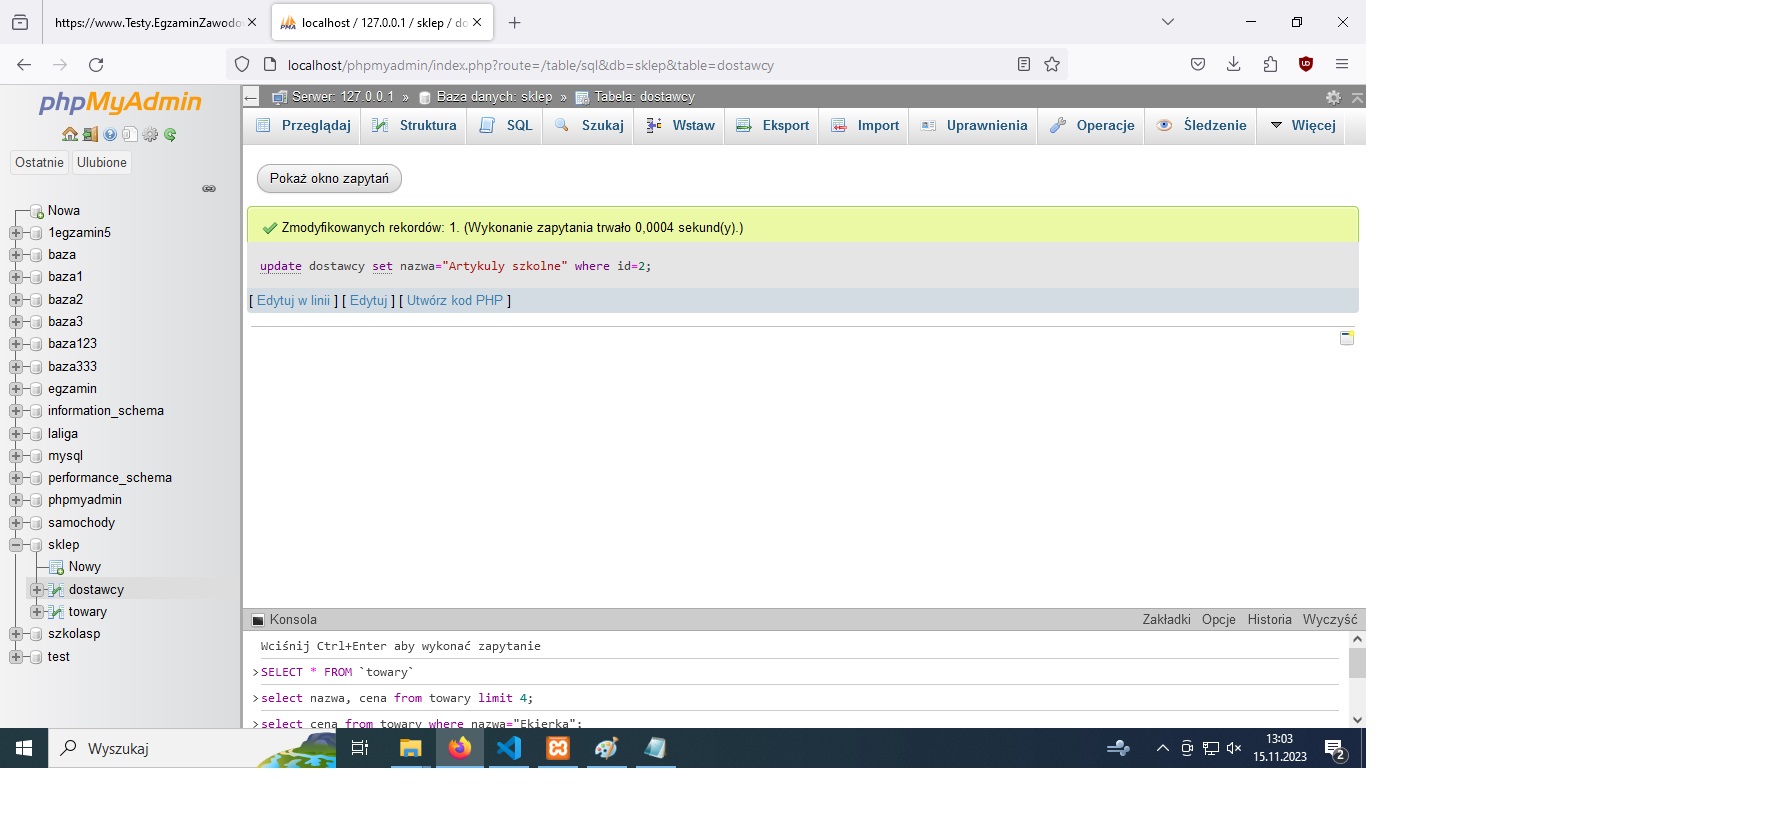 https://www.Testy.EgzaminZawodo
localhost / 127.0.0.1 / sklep / do
localhost/phpmyadmin/index.php?route=/table/sql&db=sklep&table=dostawcy
phpMyAdmin
Ostatnie Ulubione
Nowa
1egzamin5
baza
baza1
baza2
baza3
baza123
baza333
egzamin
information_schema
laliga
mysql
performance_schema
phpmyadmin
samochody
sklep
Nowy
dostawcy
towary
szkolasp
test
Serwer: 127.0.0.1 » Baza danych: sklep » Tabela: dostawcy
Przeglądaj Struktura SQL Szukaj Wstaw Eksport Import Uprawnienia Operacje Śledzenie Więcej
Pokaż okno zapytań
Zmodyfikowanych rekordów: 1. (Wykonanie zapytania trwało 0,0004 sekund(y).)
update dostawcy set nazwa="Artykuly szkolne" where id=2;
[ Edytuj w linii ] [ Edytuj ] [ Utwórz kod PHP ]
Konsola Zakładki Opcje Historia Wyczyść
Wciśnij Ctrl+Enter aby wykonać zapytanie
>SELECT * FROM `towary`
>select nazwa, cena from towary limit 4;
>select cena from towary where nazwa="Ekierka";
Wyszukaj
13:03
15.11.2023
2